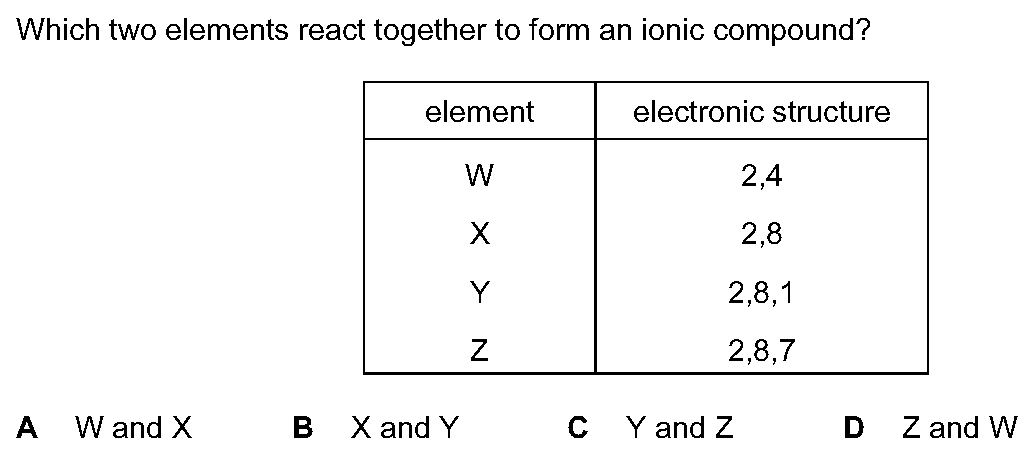 Which two elements react together to form an ionic compound?
element electronic structure
W 2,4
X 2,8
Y 2,8,1
Z 2,8,7
A W and X B X and Y C Y and Z D Z and W